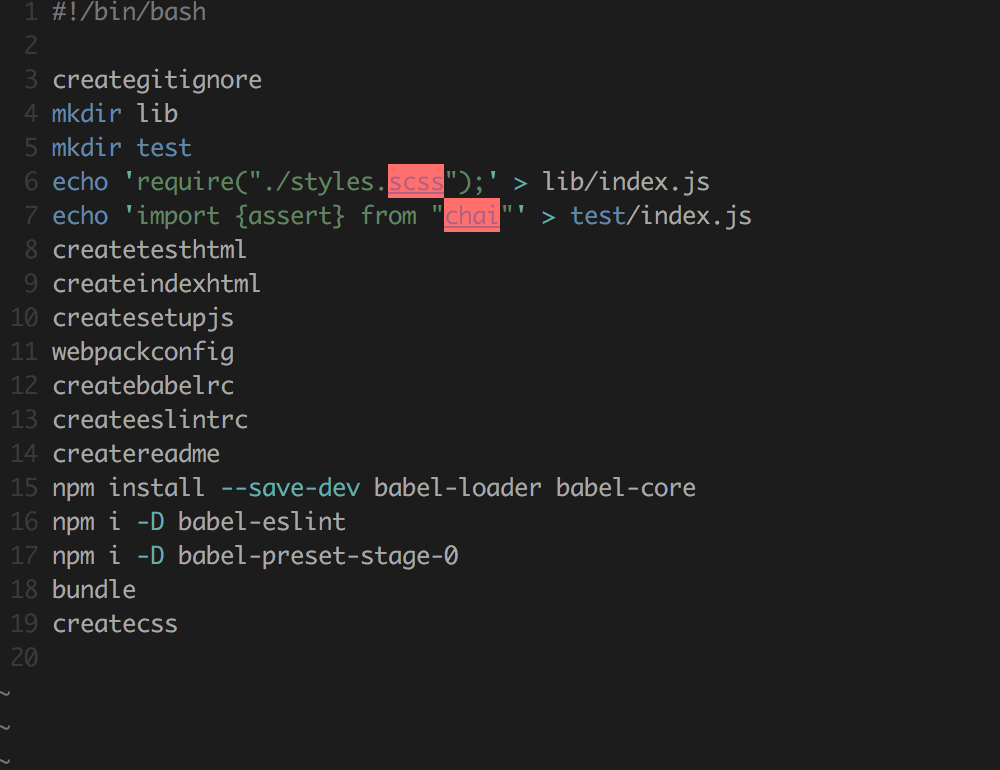 1 #!/bin/bash
2
3 creategitignore
4 mkdir lib
5 mkdir test
6 echo 'require("./styles.scss");' > lib/index.js
7 echo 'import {assert} from "chai"' > test/index.js
8 createtesthtml
9 createindexhtml
10 createsetupjs
11 webpackconfig
12 createbabelrc
13 createeslintrc
14 createreadme
15 npm install --save-dev babel-loader babel-core
16 npm i -D babel-eslint
17 npm i -D babel-preset-stage-0
18 bundle
19 createcss
20
~
~
~